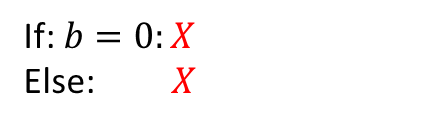 If: b = 0: X
Else: X